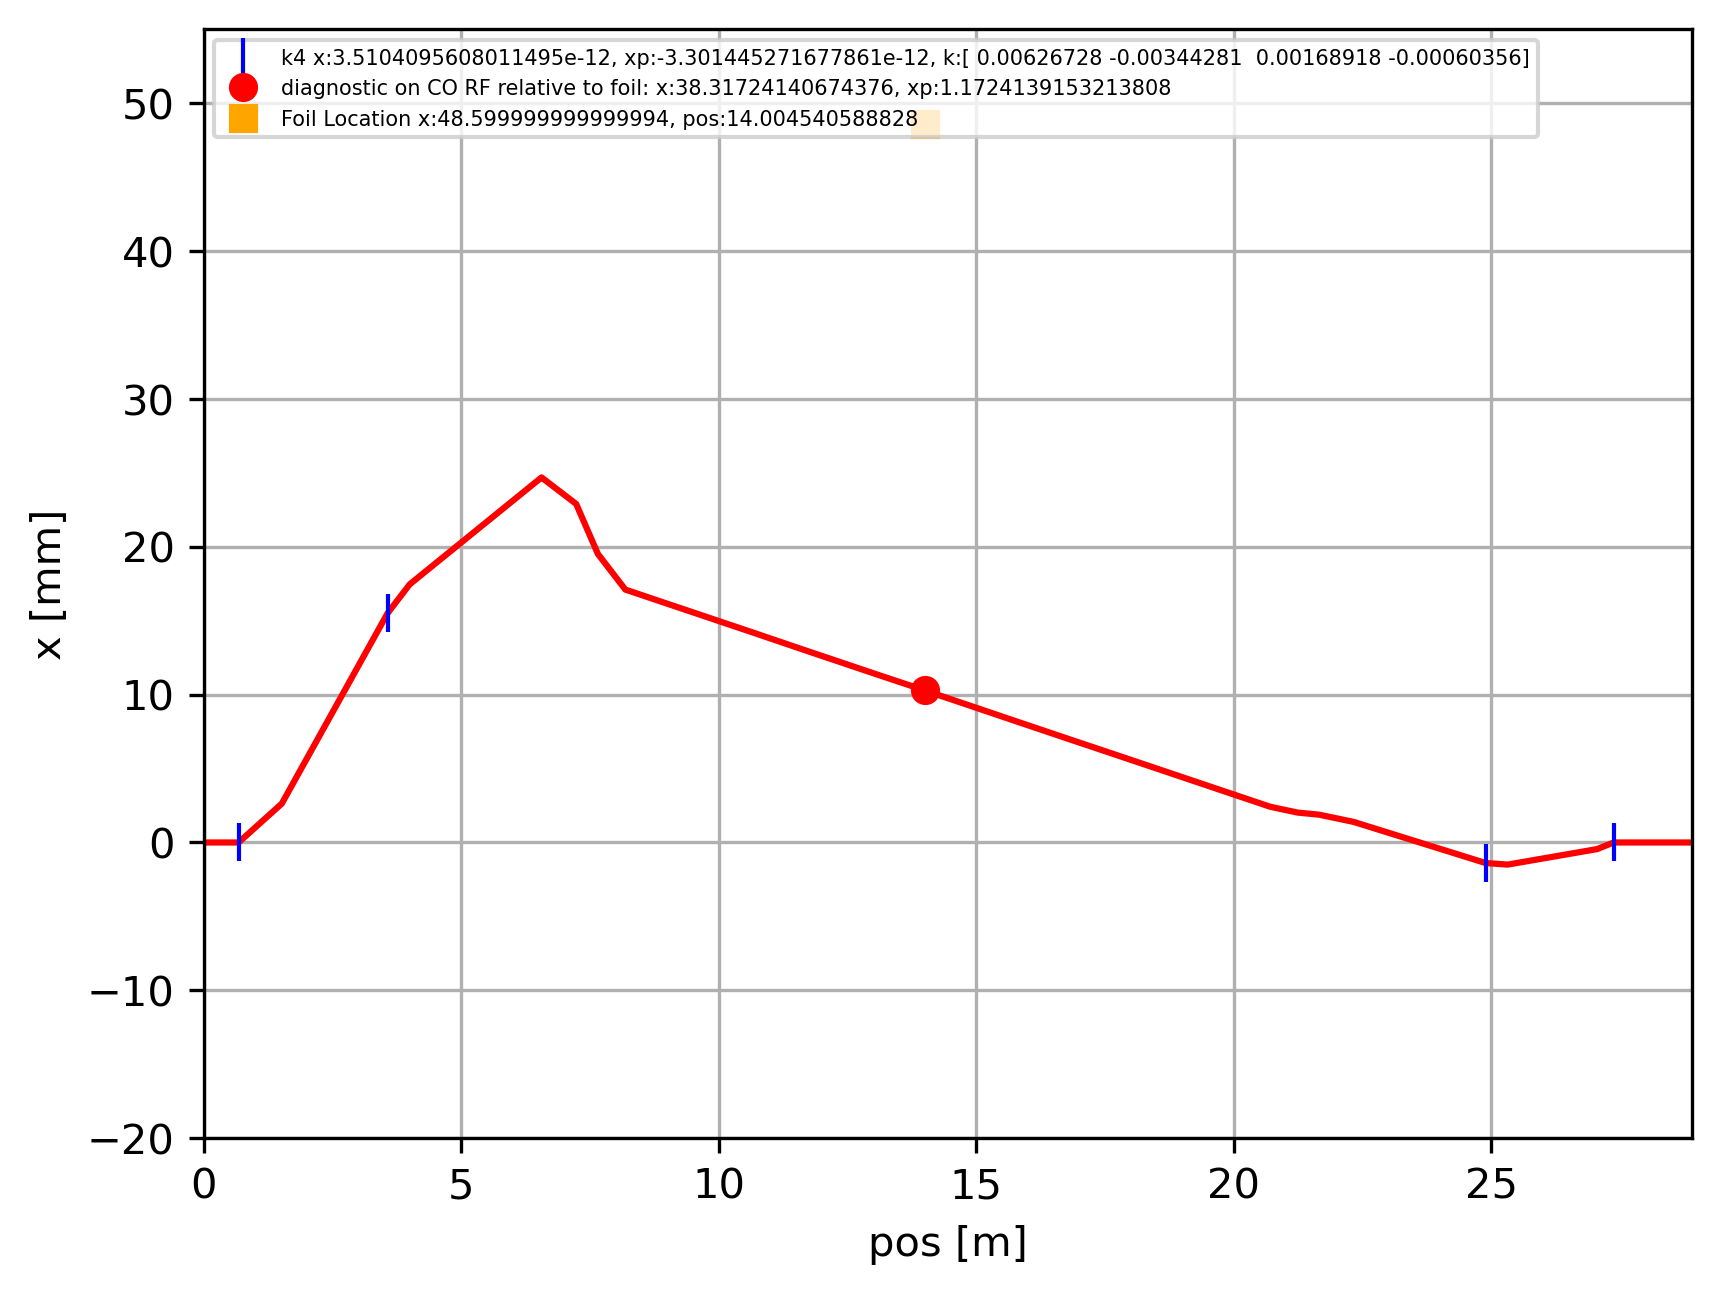 k4 x:3.5104095608011495e-12, xp:-3.301445271677861e-12, k:[ 0.00626728 -0.00344281  0.00168918 -0.00060356]
diagnostic on CO RF relative to foil: x:38.31724140674376, xp:1.1724139153213808
Foil Location x:48.599999999999994, pos:14.004540588828
50
40
30
20
10
0
−10
−20
x [mm]
0 5 10 15 20 25
pos [m]